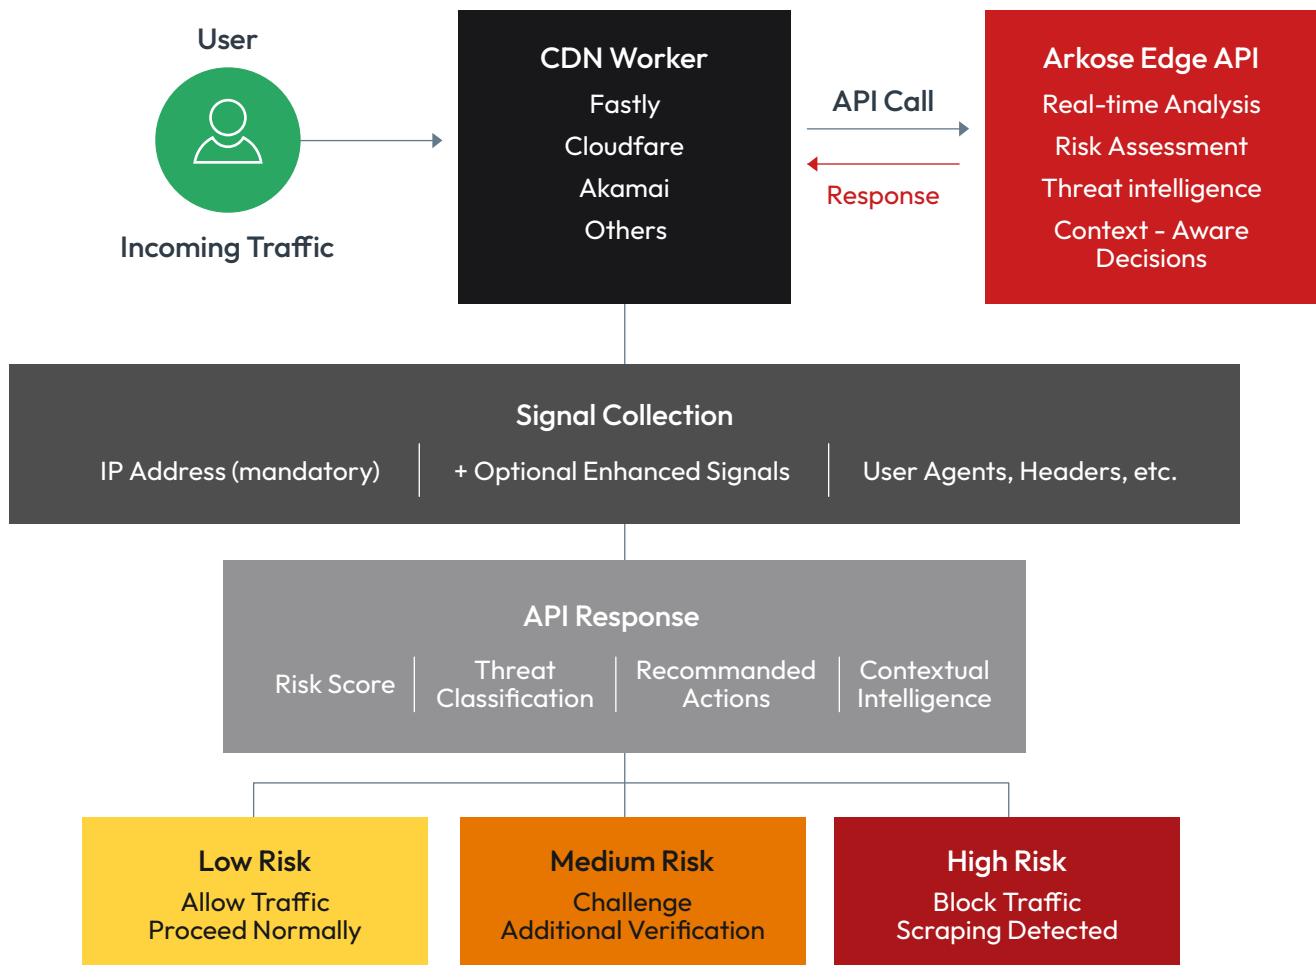 User
Incoming Traffic
CDN Worker
Fastly
Cloudfare
Akamai
Others
API Call
Response
Arkose Edge API
Real-time Analysis
Risk Assessment
Threat intelligence
Context - Aware
Decisions
Signal Collection
IP Address (mandatory)
+ Optional Enhanced Signals
User Agents, Headers, etc.
API Response
Risk Score
Threat
Classification
Recommanded
Actions
Contextual
Intelligence
Low Risk
Allow Traffic
Proceed Normally
Medium Risk
Challenge
Additional Verification
High Risk
Block Traffic
Scraping Detected